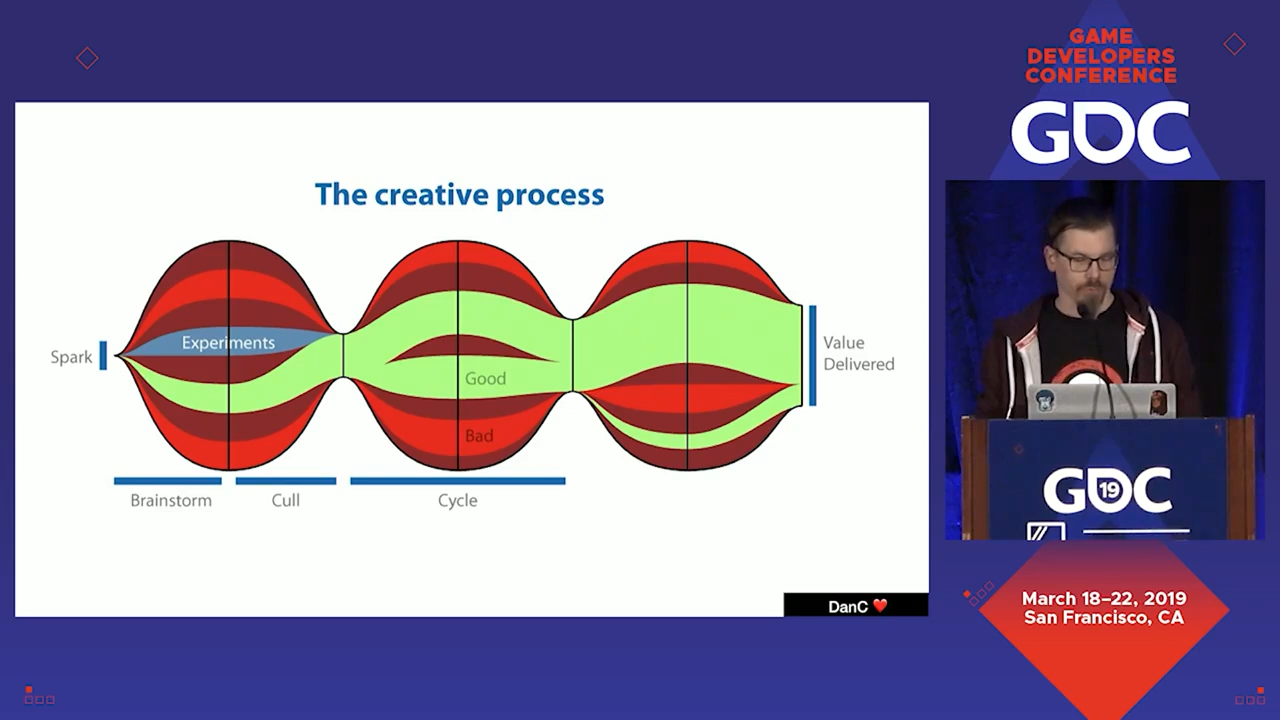 GAME
DEVELOPERS
CONFERENCE
GDC
The creative process
Spark
Experiments
Good
Bad
Value
Delivered
Brainstorm
Cull
Cycle
DanC ❤️
GDC
19
March 18–22, 2019
San Francisco, CA